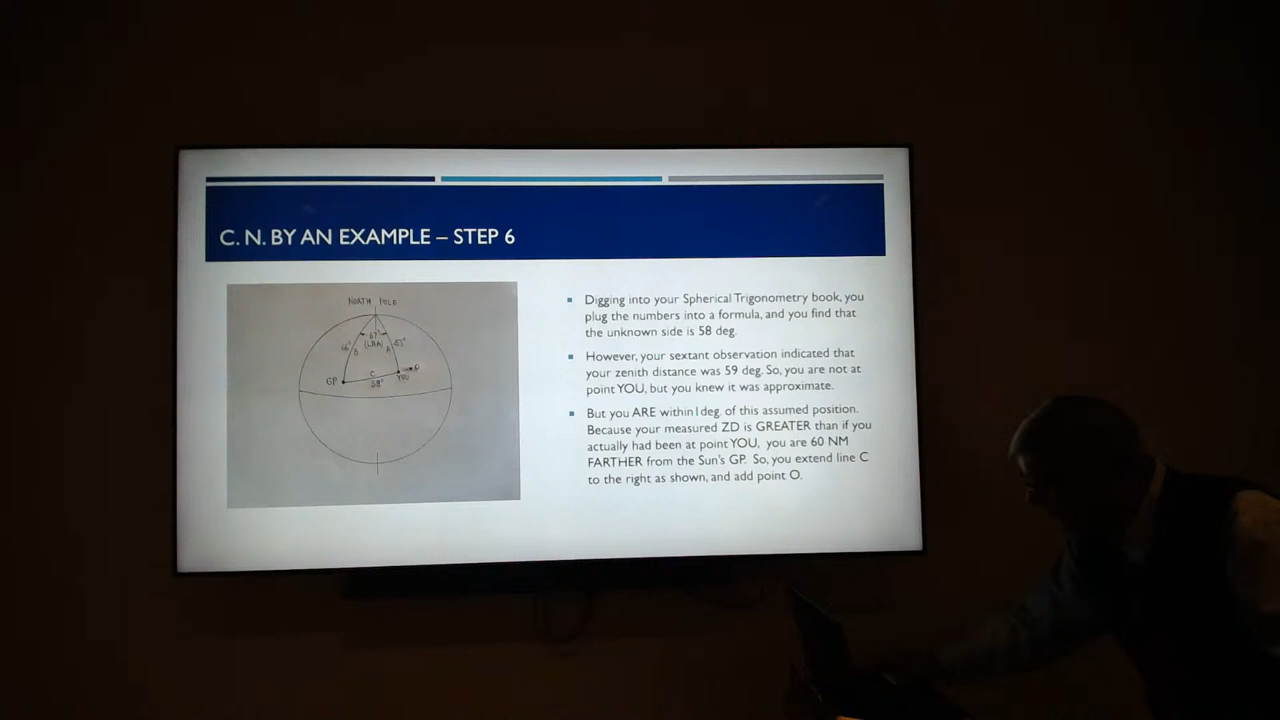 C. N. BY AN EXAMPLE – STEP 6
NORTH POLE
67°
(LHA)
66°
B
A
53°
C
GP
58°
YOU
O
Digging into your Spherical Trigonometry book, you
plug the numbers into a formula, and you find that
the unknown side is 58 deg.
However, your sextant observation indicated that
your zenith distance was 59 deg. So, you are not at
point YOU, but you knew it was approximate.
But you ARE within 1 deg. of this assumed position.
Because your measured ZD is GREATER than if you
actually had been at point YOU, you are 60 NM
FARTHER from the Sun's GP. So, you extend line C
to the right as shown, and add point O.